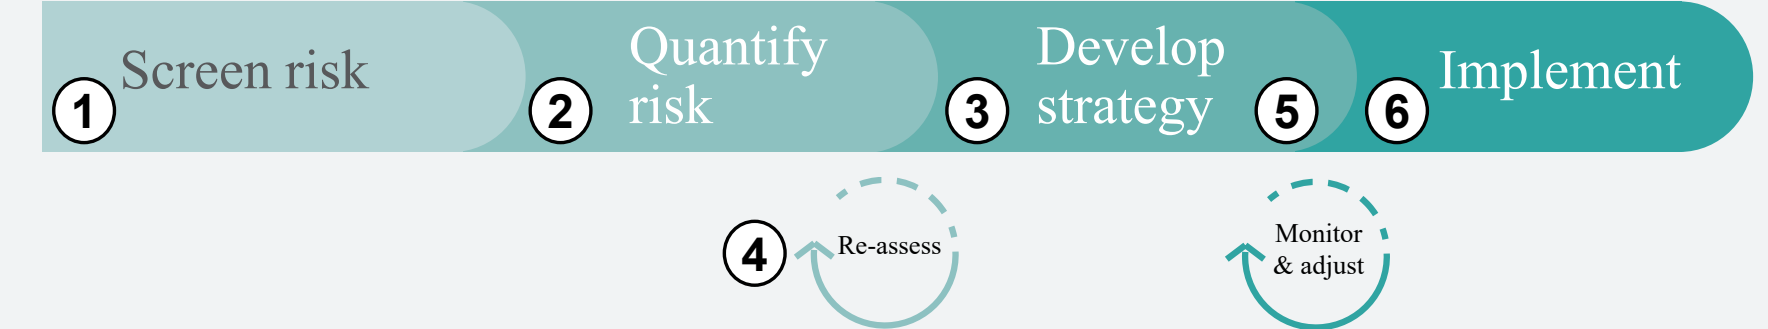 1
Screen risk
2
Quantify
risk
3
Develop
strategy
5
6
Implement
4
Re-assess
Monitor
& adjust